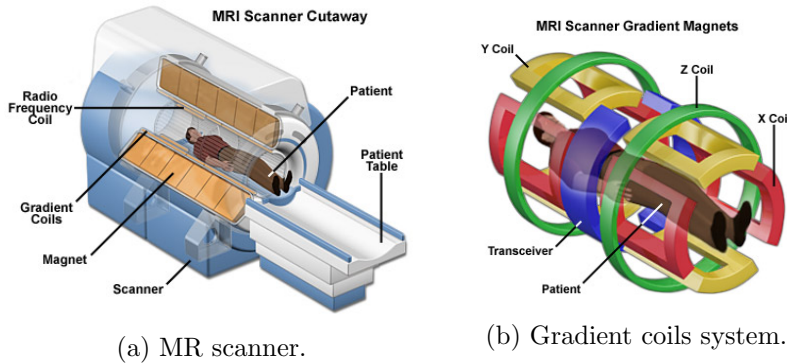 MRI Scanner Cutaway
Radio
Frequency
Coil
Patient
Patient
Table
Gradient
Coils
Magnet
Scanner
(a) MR scanner.
MRI Scanner Gradient Magnets
Y Coil
Z Coil
X Coi
Transceiver
Patient
(b) Gradient coils system.